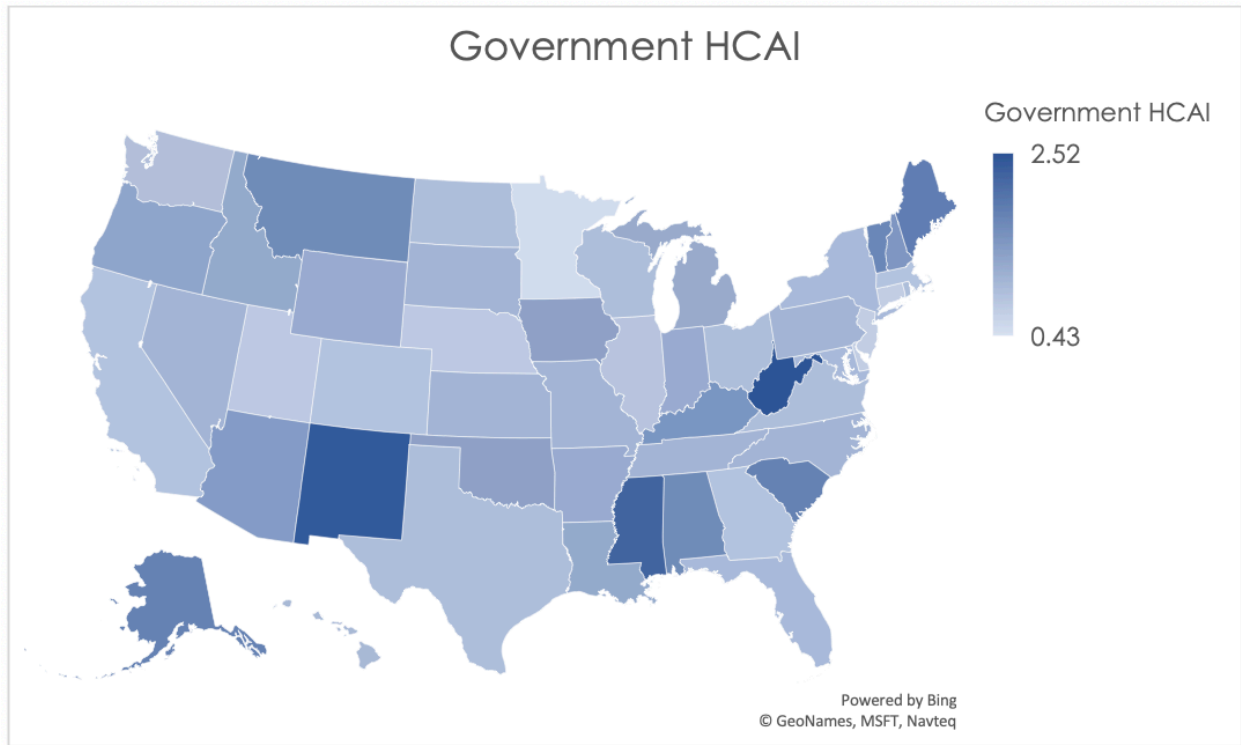 Government HCAI
Government HCAI
2.52
0.43
Powered by Bing
© GeoNames, MSFT, Navteq